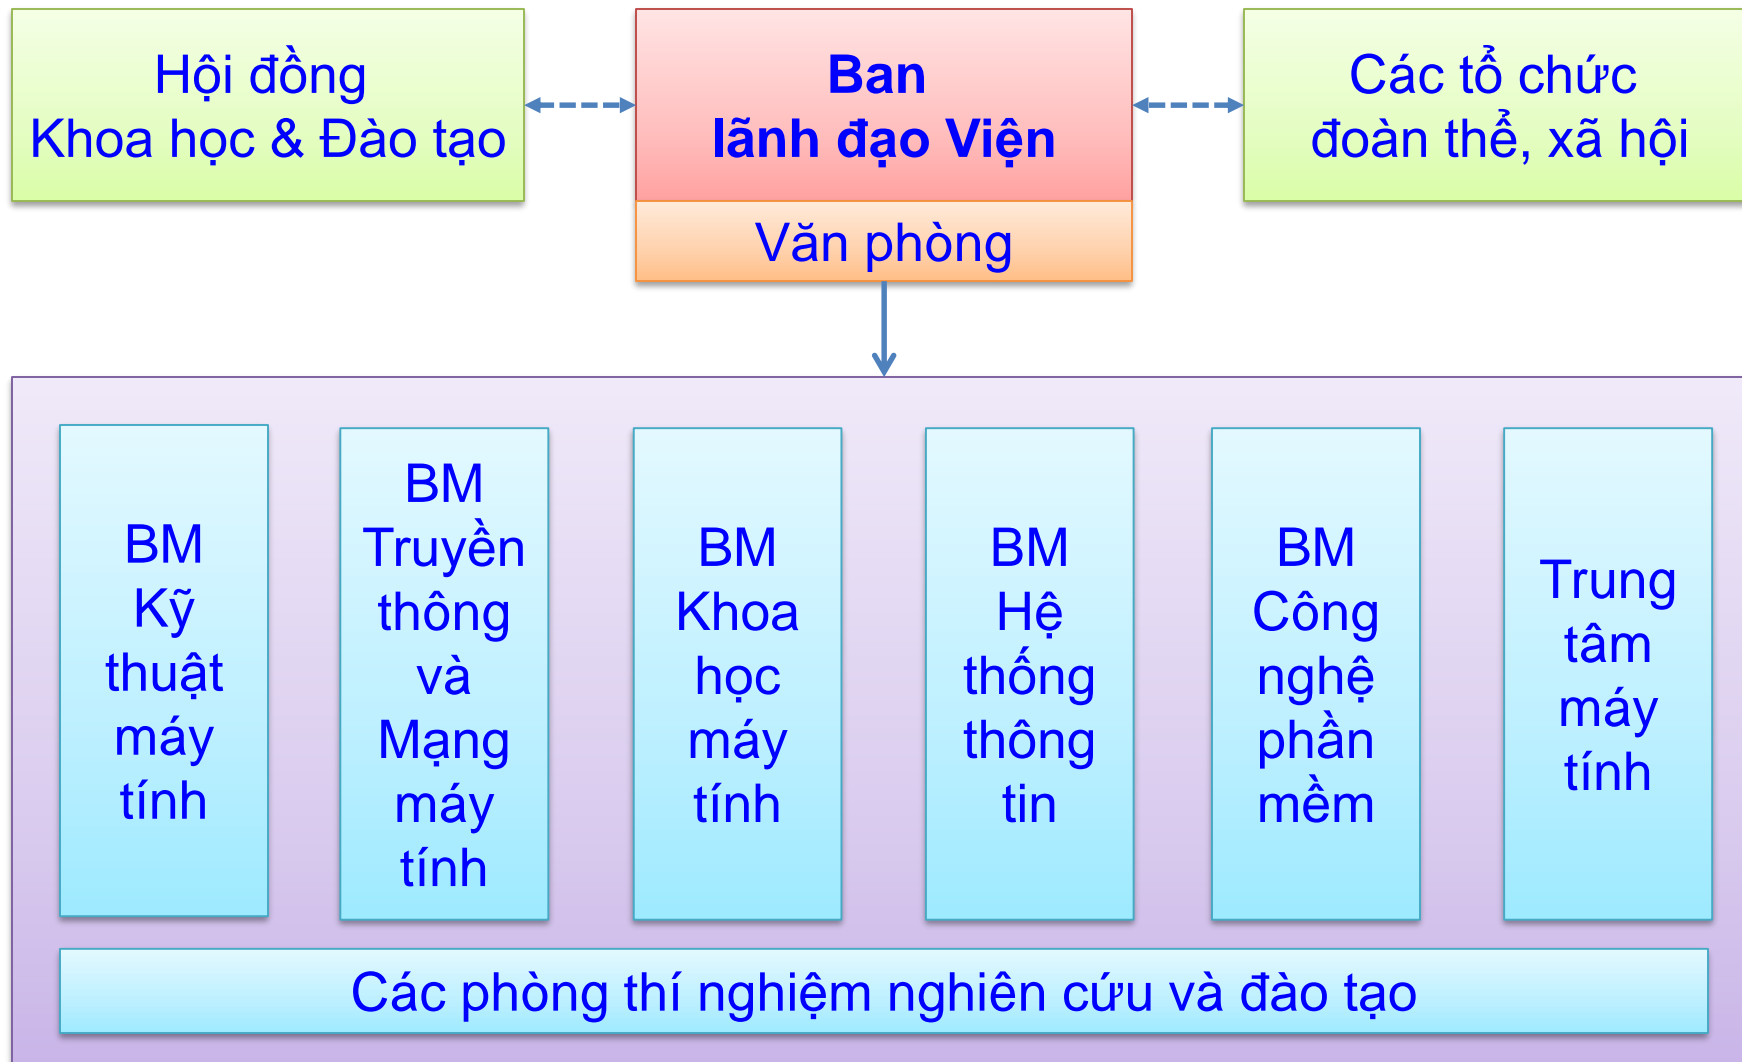 Hội đồng
Khoa học & Đào tạo
Ban
lãnh đạo Viện
Các tổ chức
đoàn thể, xã hội
Văn phòng
BM
Kỹ
thuật
máy
tính
BM
Truyền
thông
và
Mạng
máy
tính
BM
Khoa
học
máy
tính
BM
Hệ
thống
thông
tin
BM
Công
nghệ
phần
mềm
Trung
tâm
máy
tính
Các phòng thí nghiệm nghiên cứu và đào tạo